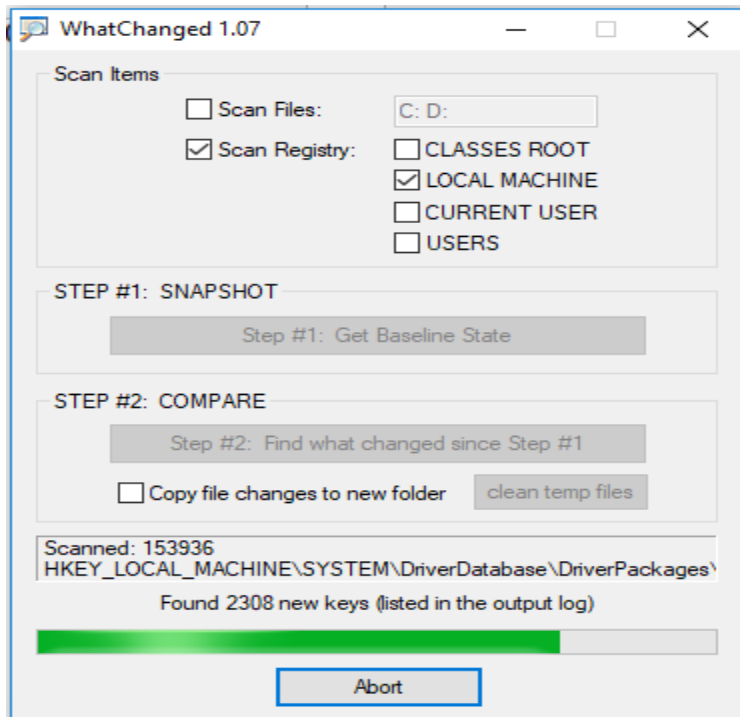 WhatChanged 1.07
Scan Items
Scan Files: C: D:
Scan Registry: CLASSES ROOT
LOCAL MACHINE
CURRENT USER
USERS
STEP #1: SNAPSHOT
Step #1: Get Baseline State
STEP #2: COMPARE
Step #2: Find what changed since Step #1
Copy file changes to new folder clean temp files
Scanned: 153936
HKEY_LOCAL_MACHINE\SYSTEM\DriverDatabase\DriverPackages\
Found 2308 new keys (listed in the output log)
Abort